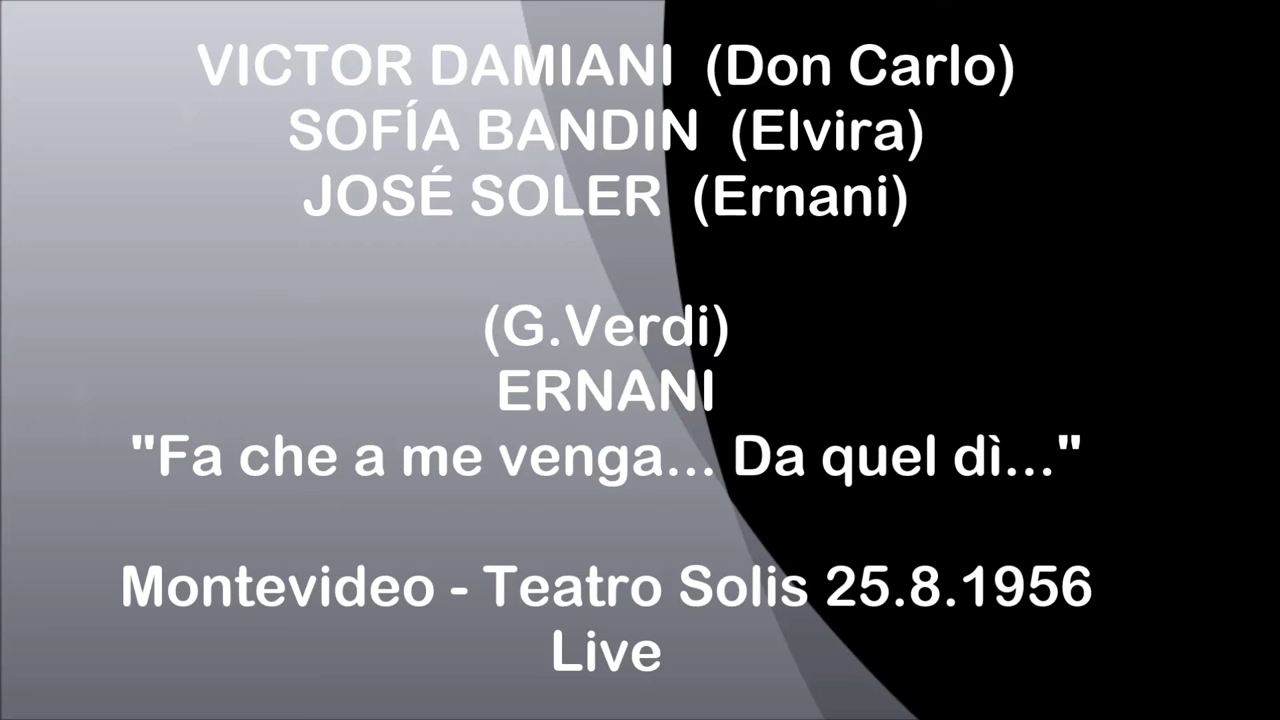 VICTOR DAMIANI (Don Carlo)
SOFÍA BANDIN (Elvira)
JOSÉ SOLER (Ernani)
(G.Verdi)
ERNANI
"Fa che a me venga... Da quel dì..."
Montevideo - Teatro Solis 25.8.1956
Live